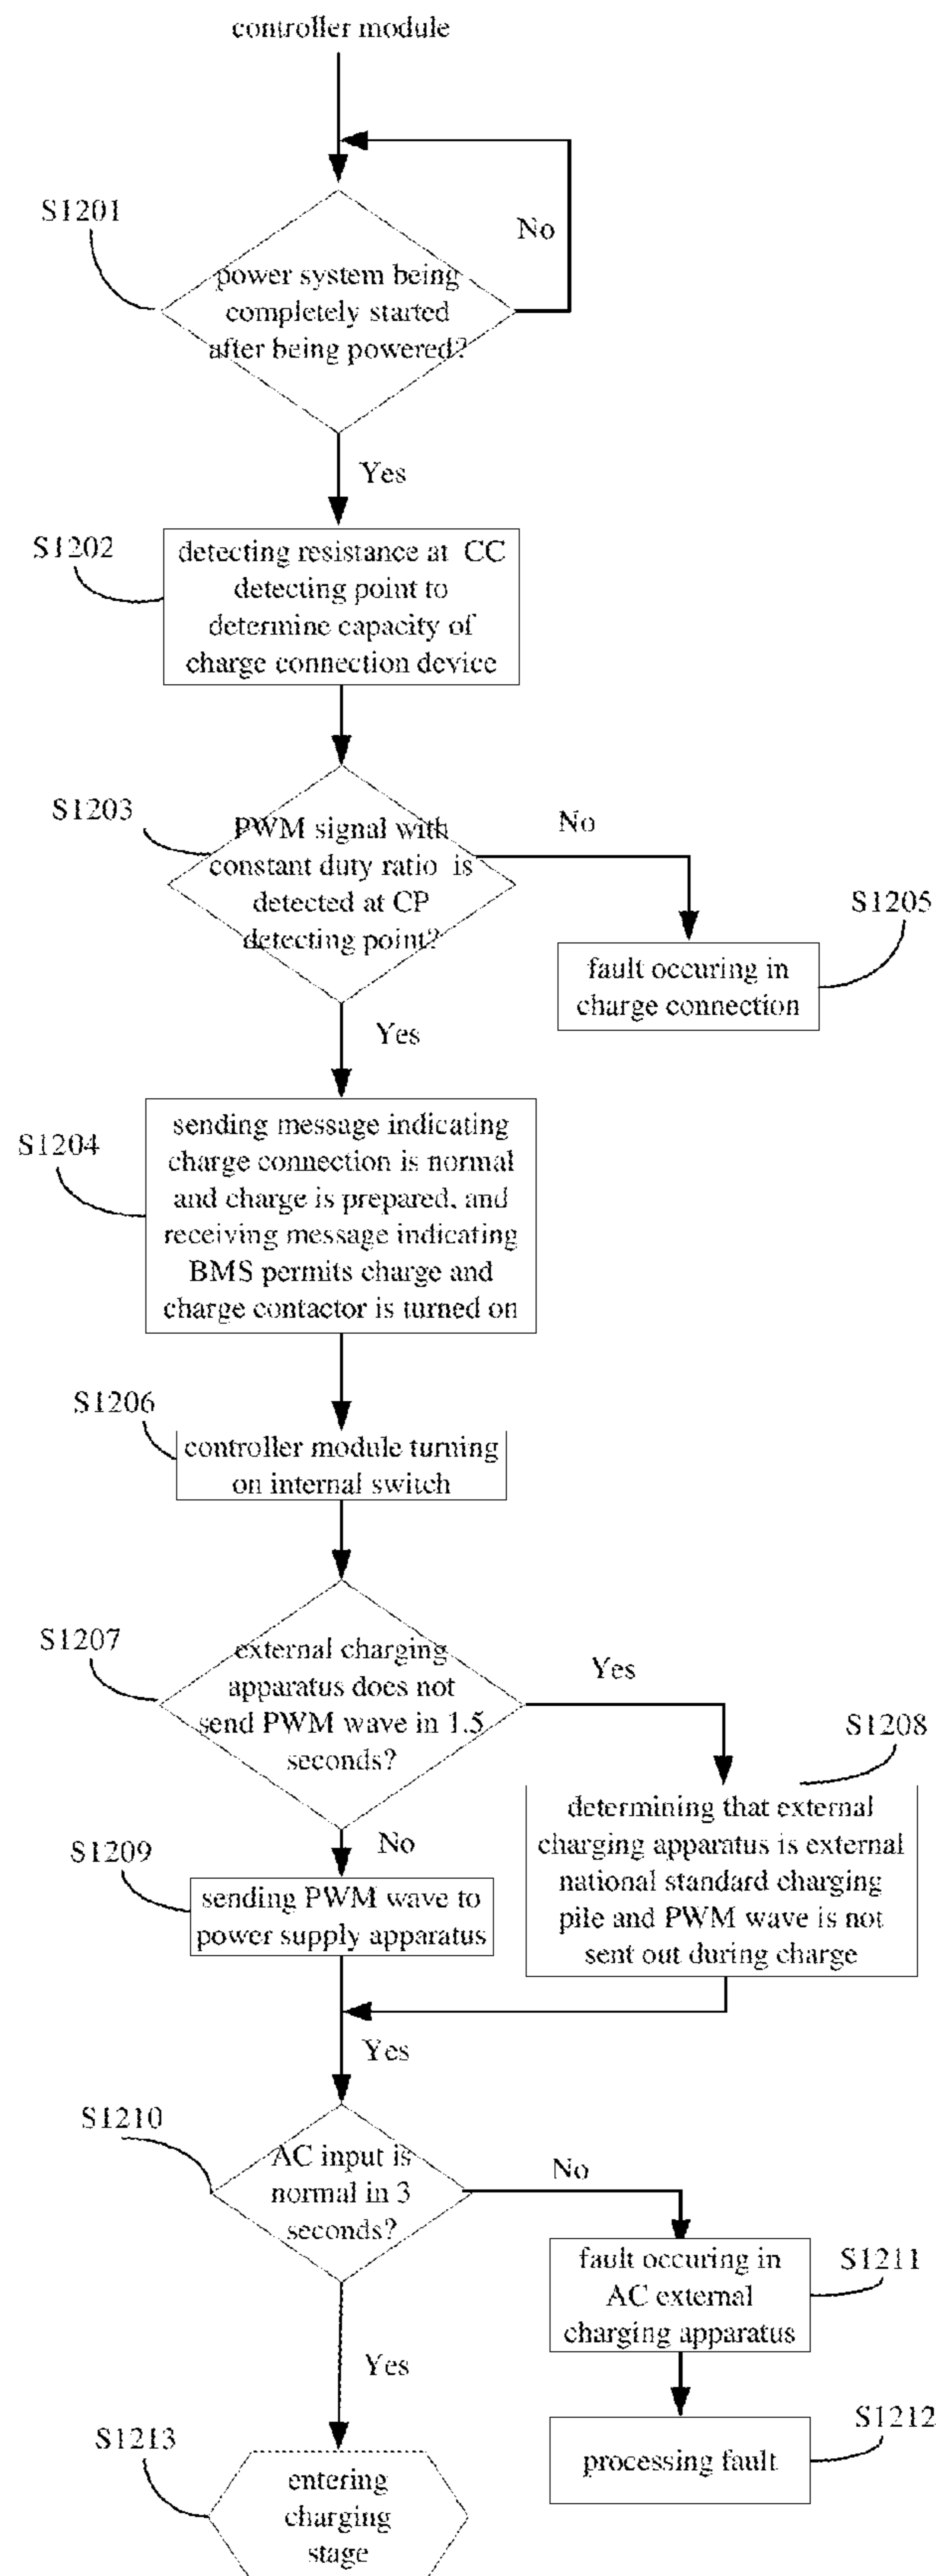 controller module
S1201
No
power system being
completely started
after being powered?
Yes
S1202
detecting resistance at CC
detecting point to
determine capacity of
charge connection device
S1203
PWM signal with
constant duty ratio is
detected at CP
detecting point?
No
S1205
fault occuring in
charge connection
Yes
S1204
sending message indicating
charge connection is normal
and charge is prepared, and
receiving message indicating
BMS permits charge and
charge contactor is turned on
S1206
controller module turning
on internal switch
S1207
external charging
apparatus does not
send PWM wave in 1.5
seconds?
Yes
S1208
determining that external
charging apparatus is external
national standard charging
pile and PWM wave is not
sent out during charge
No
S1209
sending PWM wave to
power supply apparatus
Yes
S1210
AC input is
normal in 3
seconds?
No
S1211
fault occuring in
AC external
charging apparatus
Yes
S1212
processing fault
S1213
entering
charging
stage